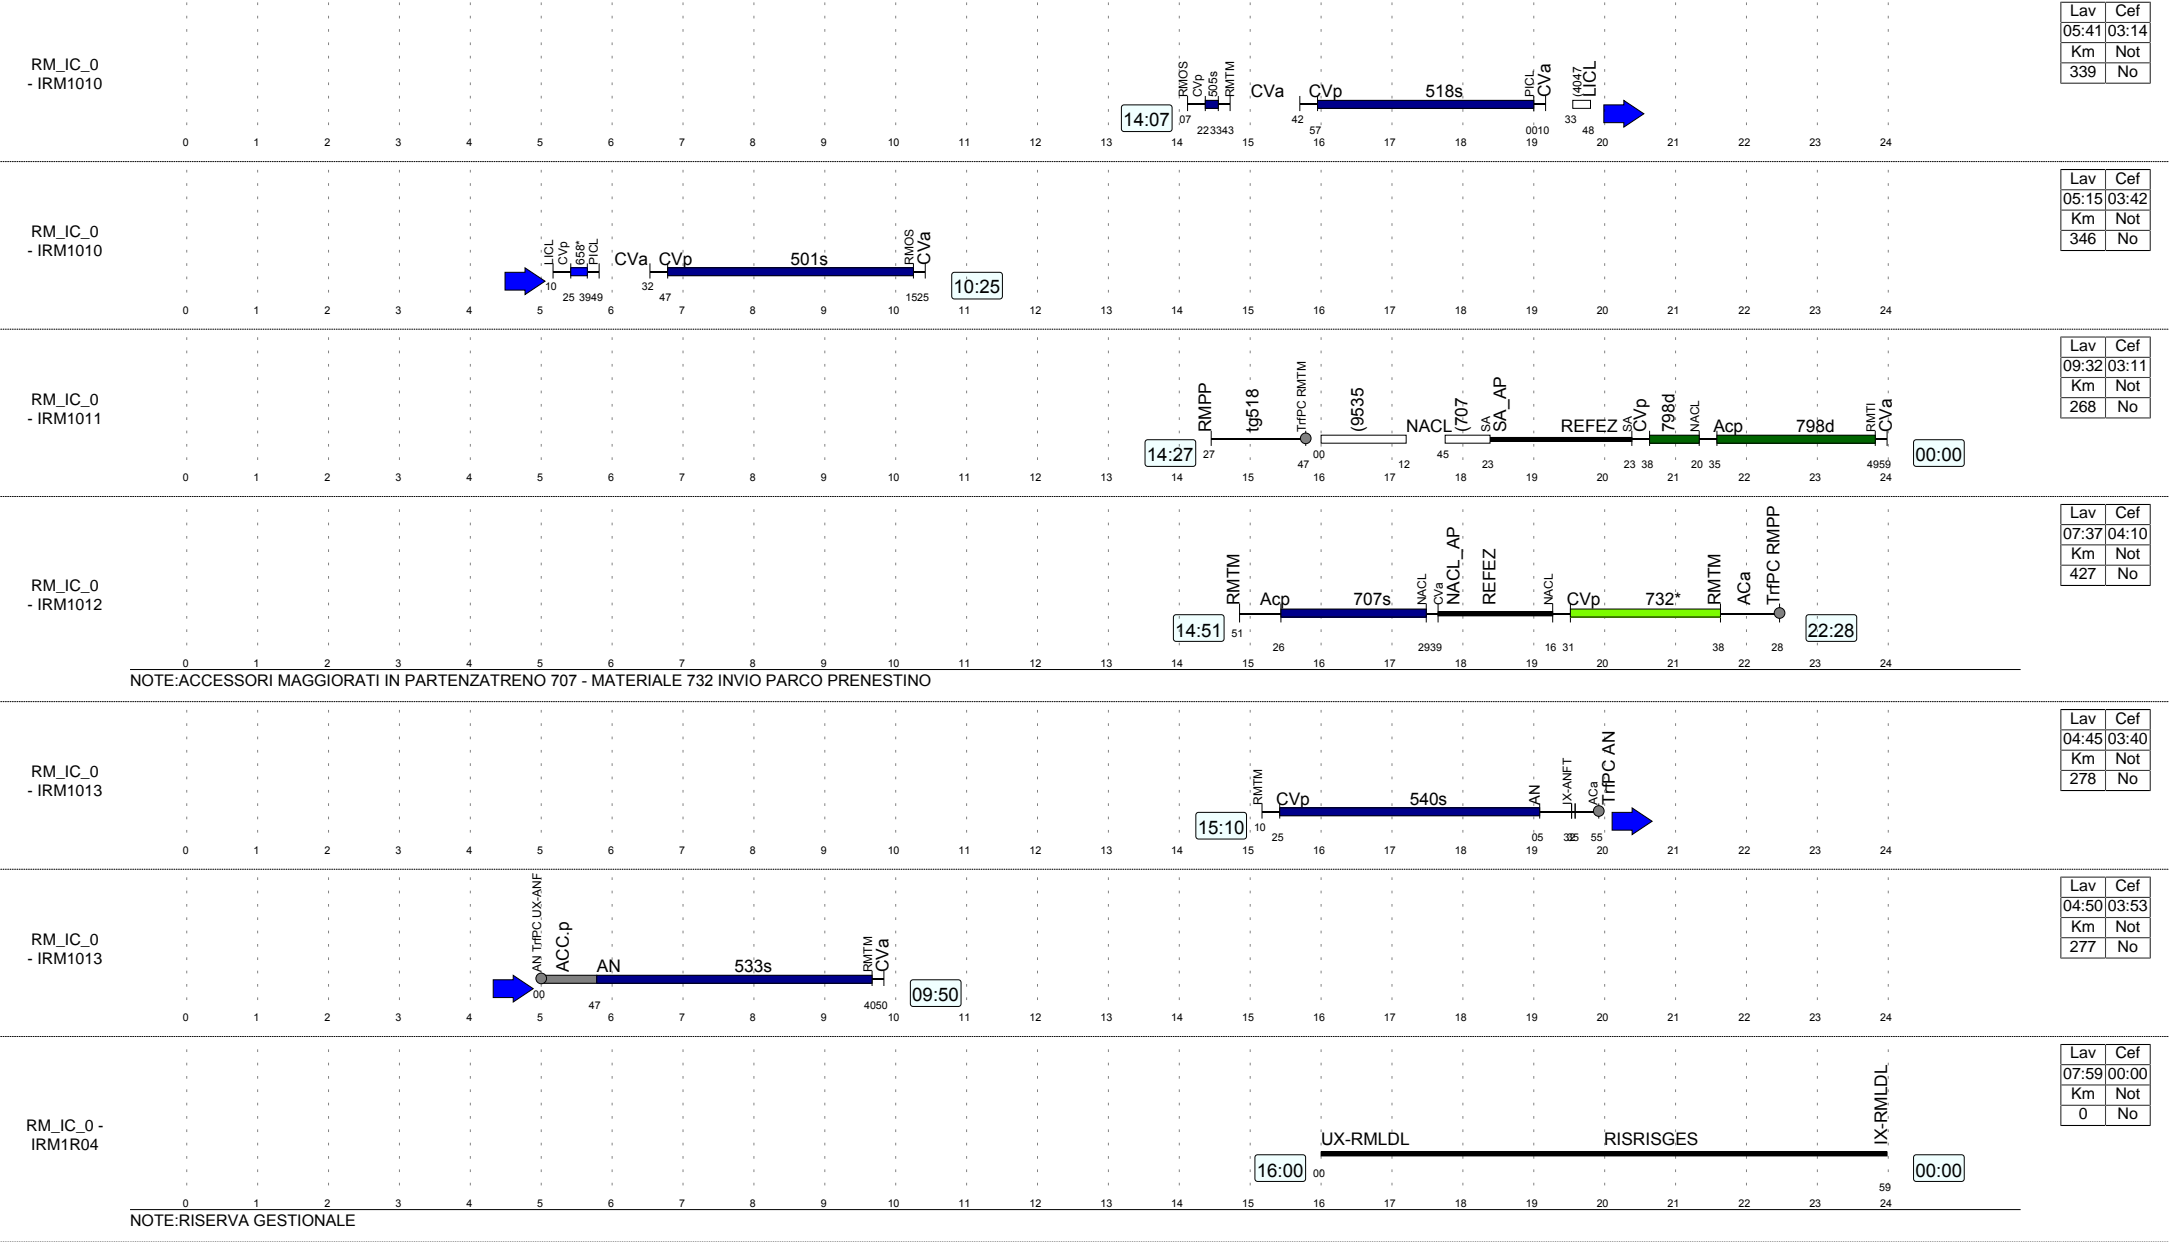 Lav Cef
05:41 03:14
Km Not
339 No
RM_IC_0
- IRM1010
14:07
RMOS CVp 505s RMTM CVa CVp 518s PICL CVa (4047 LICL
07 22 33 43 42 57 00 10 33 48
0 1 2 3 4 5 6 7 8 9 10 11 12 13 14 15 16 17 18 19 20 21 22 23 24
Lav Cef
05:15 03:42
Km Not
346 No
RM_IC_0
- IRM1010
LICL CVp 658* PICL CVa CVp 501s RMOS CVa
10 25 39 49 32 47 15 25
10:25
0 1 2 3 4 5 6 7 8 9 10 11 12 13 14 15 16 17 18 19 20 21 22 23 24
Lav Cef
09:32 03:11
Km Not
268 No
RM_IC_0
- IRM1011
14:27
RMPP tg518 TrfPC RMTM (9535 NACL (707 SA SA_AP REFEZ SA CVp 798d NACL Acp 798d RMTI CVa
27 47 00 12 45 23 23 38 20 35 49 59
00:00
0 1 2 3 4 5 6 7 8 9 10 11 12 13 14 15 16 17 18 19 20 21 22 23 24
Lav Cef
07:37 04:10
Km Not
427 No
RM_IC_0
- IRM1012
14:51
RMTM Acp 707s NACL CVa NACL_AP REFEZ NACL CVp 732* RMTM ACa TrfPC RMPP
51 26 29 39 16 31 38 28
22:28
0 1 2 3 4 5 6 7 8 9 10 11 12 13 14 15 16 17 18 19 20 21 22 23 24
NOTE:ACCESSORI MAGGIORATI IN PARTENZATRENO 707 - MATERIALE 732 INVIO PARCO PRENESTINO
Lav Cef
04:45 03:40
Km Not
278 No
RM_IC_0
- IRM1013
15:10
RMTM CVp 540s AN IX-ANFT ACa TrfPC AN
10 25 05 55
0 1 2 3 4 5 6 7 8 9 10 11 12 13 14 15 16 17 18 19 20 21 22 23 24
Lav Cef
04:50 03:53
Km Not
277 No
RM_IC_0
- IRM1013
AN TrfPC UX-ANF ACC.p AN 533s RMTM CVa
00 47 40 50
09:50
0 1 2 3 4 5 6 7 8 9 10 11 12 13 14 15 16 17 18 19 20 21 22 23 24
Lav Cef
07:59 00:00
Km Not
0 No
RM_IC_0 -
IRM1R04
16:00
UX-RMLDL RISRISGES IX-RMLDL
00 59
00:00
0 1 2 3 4 5 6 7 8 9 10 11 12 13 14 15 16 17 18 19 20 21 22 23 24
NOTE:RISERVA GESTIONALE